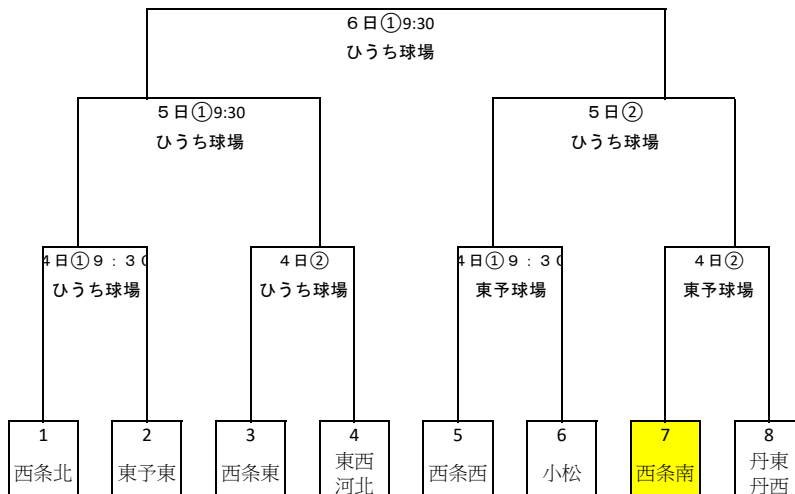 ６日①9:30
ひうち球場
５日①9:30
ひうち球場
５日②
ひうち球場
4日①９：３０
ひうち球場
４日②
ひうち球場
4日①９：３０
東予球場
４日②
東予球場
1
西条北
2
東予東
3
西条東
4
東西
河北
5
西条西
6
小松
7
西条南
8
丹東
丹西